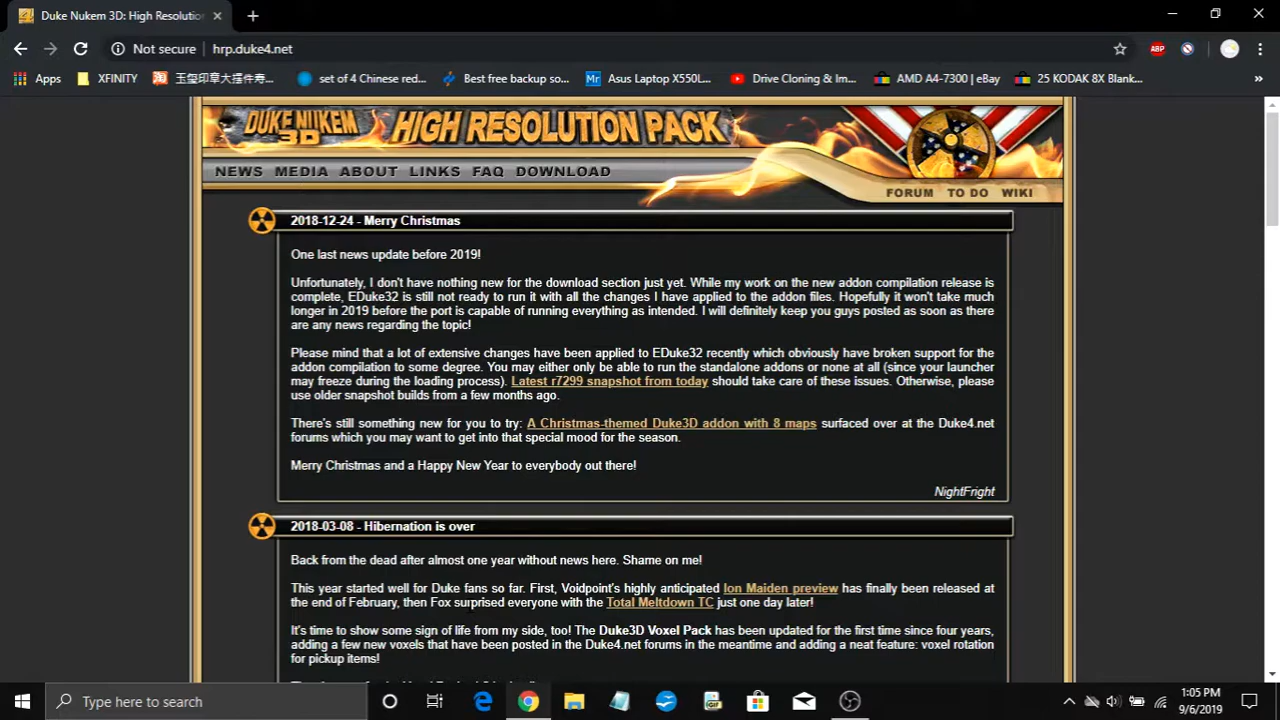 Duke Nukem 3D: High Resolution
Not secure | hrp.duke4.net
ABP
Apps XFINITY 玉玺印章大摆件寿... set of 4 Chinese red... Best free backup so... Mr Asus Laptop X550L... Drive Cloning & Im... AMD A4-7300 | eBay 25 KODAK 8X Blank... »
DUKE NUKEM 3D HIGH RESOLUTION PACK
NEWS MEDIA ABOUT LINKS FAQ DOWNLOAD
FORUM TO DO WIKI
2018-12-24 - Merry Christmas
One last news update before 2019!
Unfortunately, I don't have nothing new for the download section just yet. While my work on the new addon compilation release is
complete, EDuke32 is still not ready to run it with all the changes I have applied to the addon files. Hopefully it won't take much
longer in 2019 before the port is capable of running everything as intended. I will definitely keep you guys posted as soon as there
are any news regarding the topic!
Please mind that a lot of extensive changes have been applied to EDuke32 recently which obviously have broken support for the
addon compilation to some degree. You may either only be able to run the standalone addons or none at all (since your launcher
may freeze during the loading process). Latest r7299 snapshot from today should take care of these issues. Otherwise, please
use older snapshot builds from a few months ago.
There's still something new for you to try: A Christmas-themed Duke3D addon with 8 maps surfaced over at the Duke4.net
forums which you may want to get into that special mood for the season.
Merry Christmas and a Happy New Year to everybody out there!
NightFright
2018-03-08 - Hibernation is over
Back from the dead after almost one year without news here. Shame on me!
This year started well for Duke fans so far. First, Voidpoint's highly anticipated Ion Maiden preview has finally been released at
the end of February, then Fox surprised everyone with the Total Meltdown TC just one day later!
It's time to show some sign of life from my side, too! The Duke3D Voxel Pack has been updated for the first time since four years,
adding a few new voxels that have been posted in the Duke4.net forums in the meantime and adding a neat feature: voxel rotation
for pickup items!
Type here to search
GIF
1:05 PM
9/6/2019